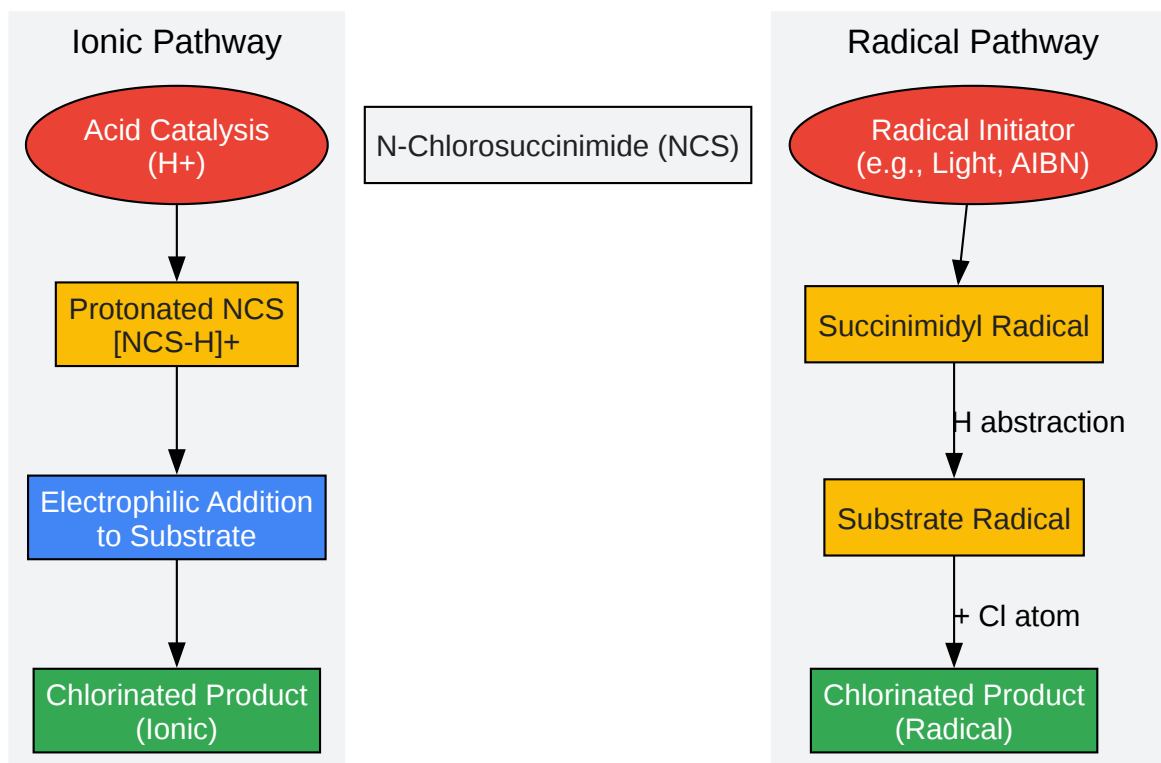 Ionic Pathway
Acid Catalysis
(H+)
Protonated NCS
[NCS-H]+
Electrophilic Addition
to Substrate
Chlorinated Product
(Ionic)
N-Chlorosuccinimide (NCS)
Radical Pathway
Radical Initiator
(e.g., Light, AIBN)
Succinimidyl Radical
H abstraction
Substrate Radical
+ Cl atom
Chlorinated Product
(Radical)